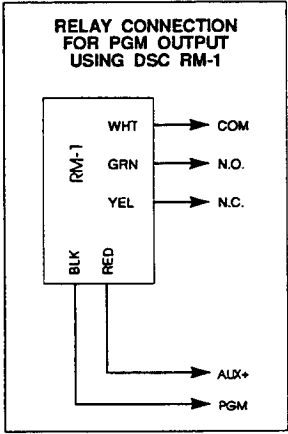 RELAY CONNECTION
FOR PGM OUTPUT
USING DSC RM-1
RM-1
WHT COM
GRN N.O.
YEL N.C.
BLK RED
AUX+
PGM